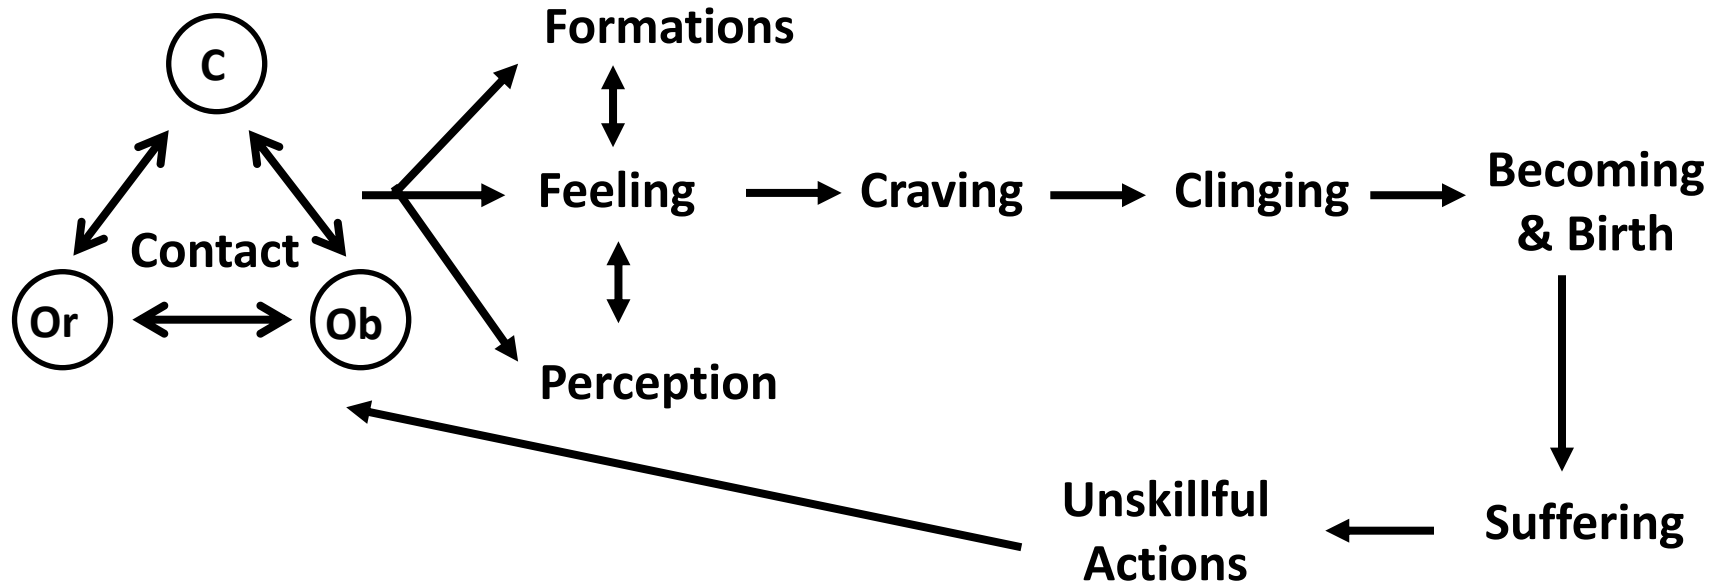 C
Or
Contact
Ob
Formations
Feeling
Perception
Craving
Clinging
Becoming
& Birth
Suffering
Unskillful
Actions